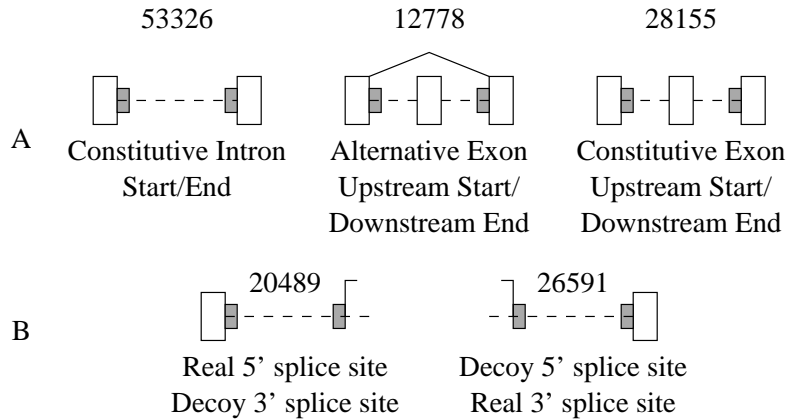 53326 12778 28155
A
Constitutive Intron
Start/End
Alternative Exon
Upstream Start/
Downstream End
Constitutive Exon
Upstream Start/
Downstream End
20489 26591
B
Real 5’ splice site
Decoy 3’ splice site
Decoy 5’ splice site
Real 3’ splice site